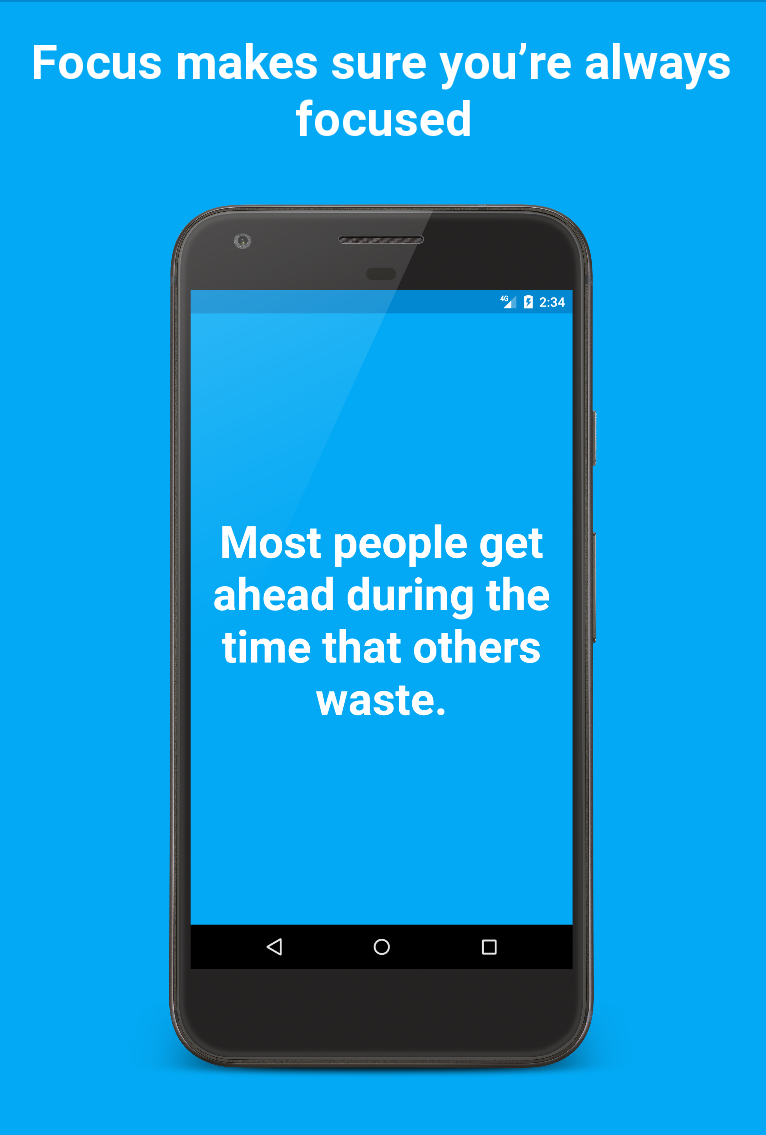 Focus makes sure you’re always
focused
4G
2:34
Most people get
ahead during the
time that others
waste.